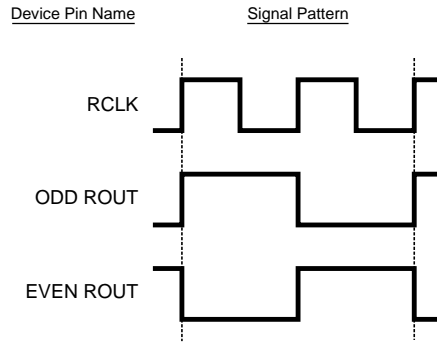 Device Pin Name Signal Pattern
RCLK
ODD ROUT
EVEN ROUT